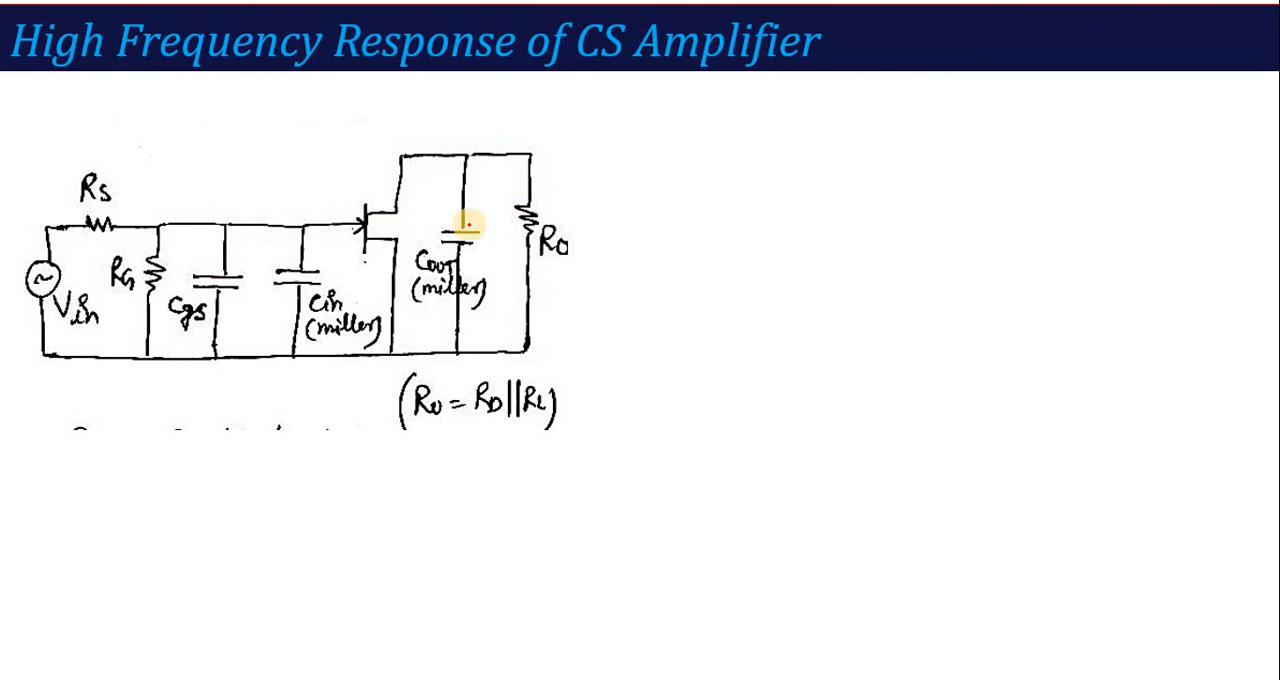 High Frequency Response of CS Amplifier
Rs
RG
Vin
Cgs
Cin
(miller)
Cout
(miller)
RO
(Ro = RD||RL)